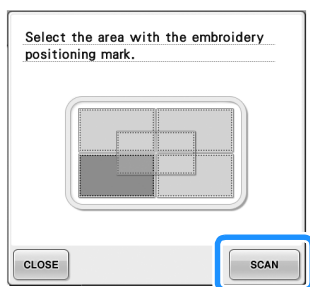 Select the area with the embroidery
positioning mark.
CLOSE
SCAN